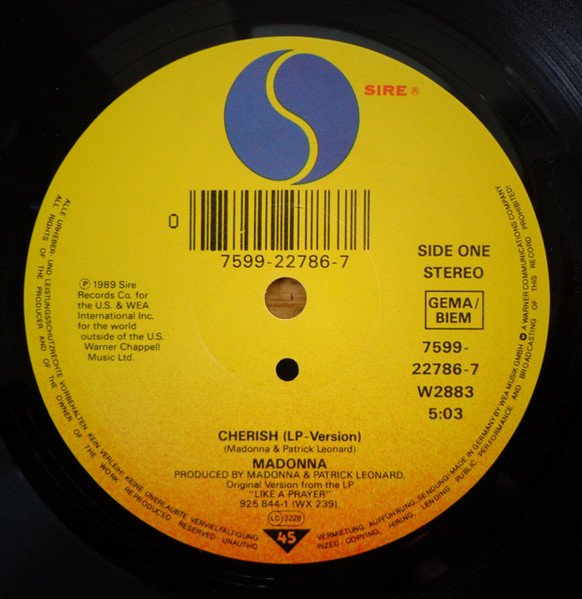 SIRE ®
0
7599-22786-7
SIDE ONE
STEREO
GEMA/
BIEM
7599-
22786-7
W2883
5:03
℗ 1989 Sire
Records Co. for
the U.S. & WEA
International Inc.
for the world
outside of the U.S.
Warner Chappell
Music Ltd.
CHERISH (LP-Version)
(Madonna & Patrick Leonard)
MADONNA
PRODUCED BY MADONNA & PATRICK LEONARD.
Original Version from the LP
"LIKE A PRAYER"
925 844-1 (WX 239)
LC 3228
45
ALLE URHEBER- UND LEISTUNGSSCHUTZRECHTE VORBEHALTEN. KEIN VERLEIH! KEINE UNERLAUBTE VERVIELFÄLTIGUNG,
VERMIETUNG, AUFFÜHRUNG, SENDUNG! MADE IN GERMANY BY WEA MUSIK GMBH A WARNER COMMUNICATIONS COMPANY
ALL RIGHTS OF THE PRODUCER AND OF THE OWNER OF THE WORK REPRODUCED RESERVED. UNAUTHO-
RIZED COPYING, HIRING, LENDING, PUBLIC PERFORMANCE AND BROADCASTING OF THIS RECORD PROHIBITED!